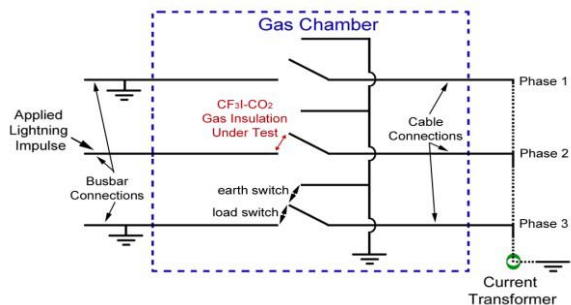 Gas Chamber
Phase 1
CF₃I-CO₂
Gas Insulation
Under Test
Applied
Lightning
Impulse
Cable
Connections
Phase 2
Busbar
Connections
earth switch
load switch
Phase 3
Current
Transformer